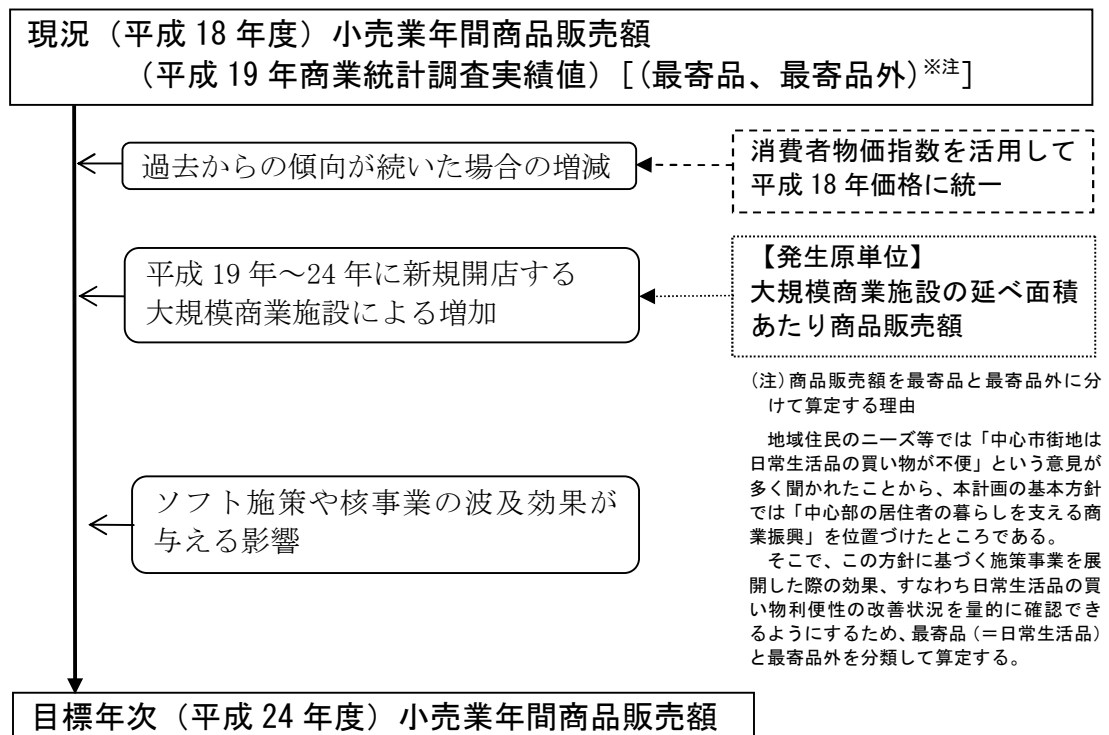 現況（平成 18 年度）小売業年間商品販売額
（平成 19 年商業統計調査実績値）[(最寄品、最寄品外)※注]
過去からの傾向が続いた場合の増減
消費者物価指数を活用して
平成 18 年価格に統一
平成 19 年～24 年に新規開店する
大規模商業施設による増加
【発生原単位】
大規模商業施設の延べ面積
あたり商品販売額
(注)商品販売額を最寄品と最寄品外に分
けて算定する理由
地域住民のニーズ等では「中心市街地は
日常生活品の買い物が不便」という意見が
多く聞かれたことから、本計画の基本方針
では「中心部の居住者の暮らしを支える商
業振興」を位置づけたところである。
そこで、この方針に基づく施策事業を展
開した際の効果、すなわち日常生活品の買
い物利便性の改善状況を量的に確認でき
るようにするため、最寄品（＝日常生活品）
と最寄品外を分類して算定する。
ソフト施策や核事業の波及効果が
与える影響
目標年次（平成 24 年度）小売業年間商品販売額